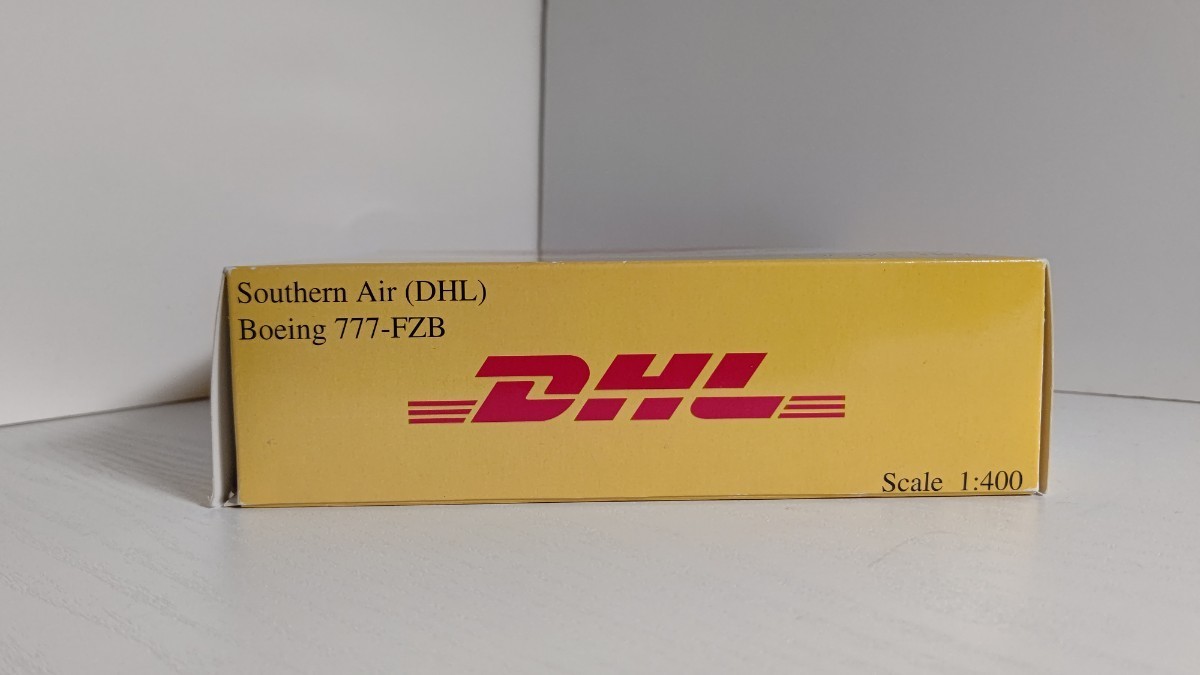 Southern Air (DHL)
Boeing 777-FZB
DHL
Scale 1:400